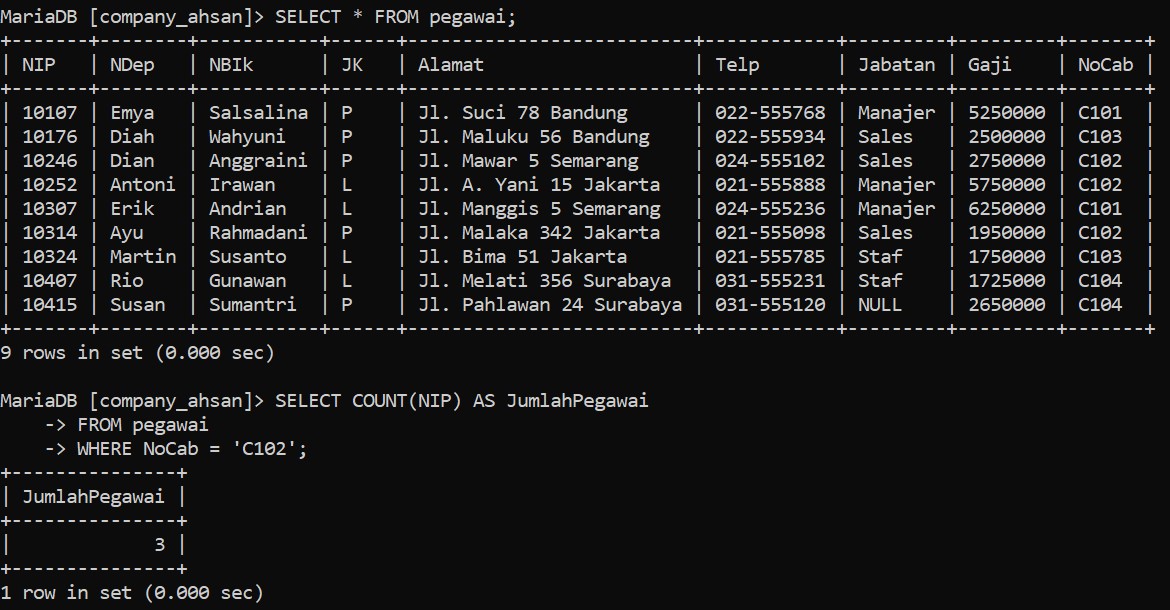 MariaDB [company_ahsan]> SELECT * FROM pegawai;
+-------+--------+-----------+------+--------------------------+------------+---------+---------+-------+
| NIP   | NDep   | NBIk      | JK   | Alamat                   | Telp       | Jabatan | Gaji    | NoCab |
+-------+--------+-----------+------+--------------------------+------------+---------+---------+-------+
| 10107 | Emya   | Salsalina | P    | Jl. Suci 78 Bandung      | 022-555768 | Manajer | 5250000 | C101  |
| 10176 | Diah   | Wahyuni   | P    | Jl. Maluku 56 Bandung    | 022-555934 | Sales   | 2500000 | C103  |
| 10246 | Dian   | Anggraini | P    | Jl. Mawar 5 Semarang     | 024-555102 | Sales   | 2750000 | C102  |
| 10252 | Antoni | Irawan    | L    | Jl. A. Yani 15 Jakarta   | 021-555888 | Manajer | 5750000 | C102  |
| 10307 | Erik   | Andrian   | L    | Jl. Manggis 5 Semarang   | 024-555236 | Manajer | 6250000 | C101  |
| 10314 | Ayu    | Rahmadani | P    | Jl. Malaka 342 Jakarta   | 021-555098 | Sales   | 1950000 | C102  |
| 10324 | Martin | Susanto   | L    | Jl. Bima 51 Jakarta      | 021-555785 | Staf    | 1750000 | C103  |
| 10407 | Rio    | Gunawan   | L    | Jl. Melati 356 Surabaya  | 031-555231 | Staf    | 1725000 | C104  |
| 10415 | Susan  | Sumantri  | P    | Jl. Pahlawan 24 Surabaya | 031-555120 | NULL    | 2650000 | C104  |
+-------+--------+-----------+------+--------------------------+------------+---------+---------+-------+
9 rows in set (0.000 sec)

MariaDB [company_ahsan]> SELECT COUNT(NIP) AS JumlahPegawai
    -> FROM pegawai
    -> WHERE NoCab = 'C102';
+---------------+
| JumlahPegawai |
+---------------+
|             3 |
+---------------+
1 row in set (0.000 sec)